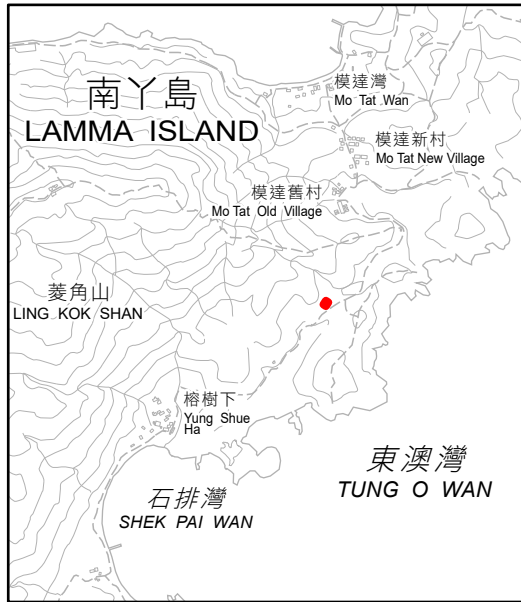 南丫島
LAMMA ISLAND
模達灣
Mo Tat Wan
模達新村
Mo Tat New Village
模達舊村
Mo Tat Old Village
菱角山
LING KOK SHAN
榕樹下
Yung Shue
Ha
東澳灣
TUNG O WAN
石排灣
SHEK PAI WAN